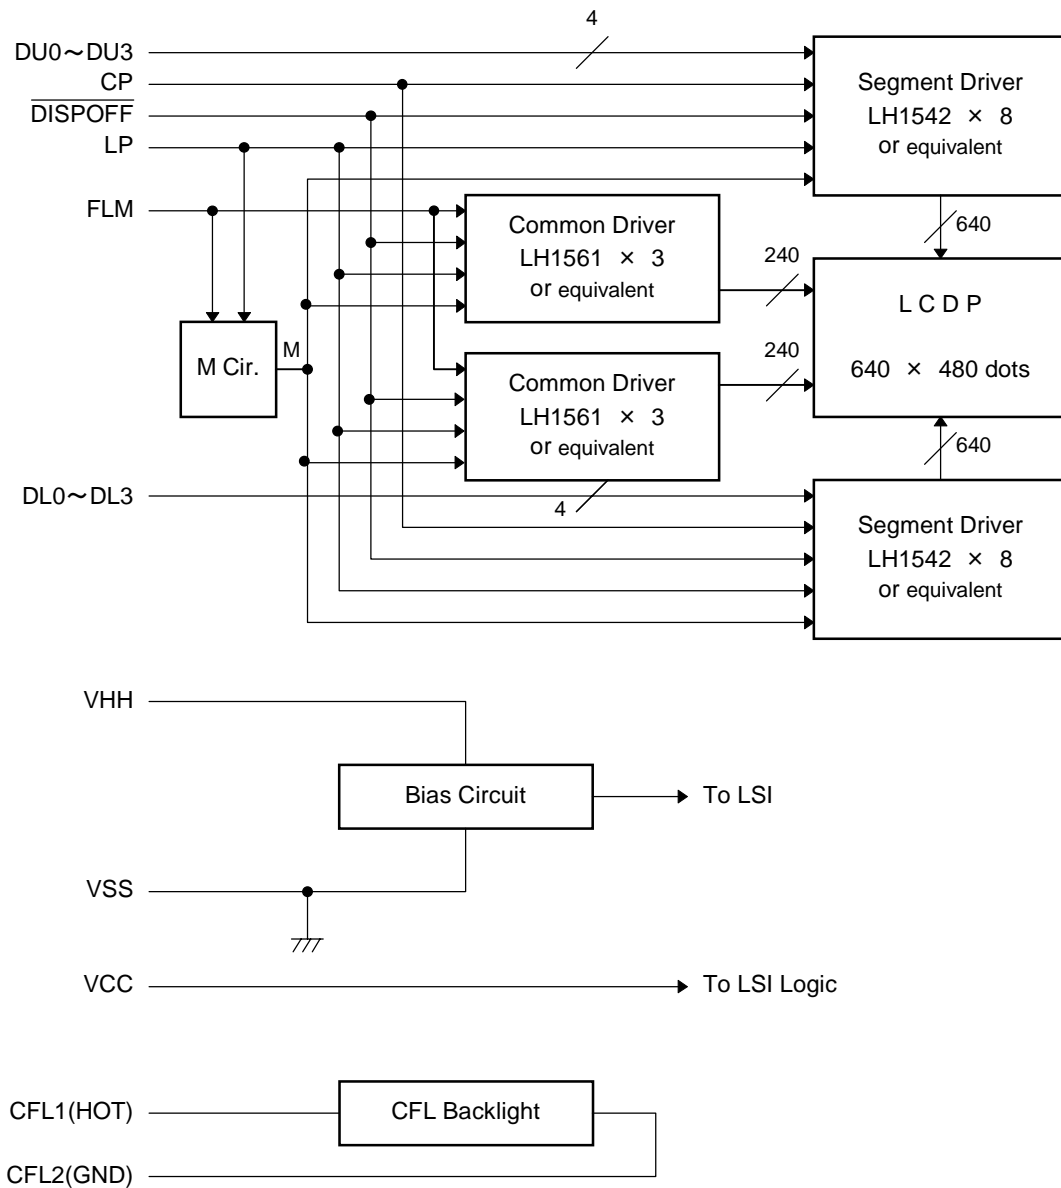 4
DU0～DU3
CP
DISPOFF
LP
FLM
Segment Driver
LH1542 × 8
or equivalent
640
Common Driver
LH1561 × 3
or equivalent
240
L C D P
640 × 480 dots
M Cir.
M
Common Driver
LH1561 × 3
or equivalent
240
640
DL0～DL3
4
Segment Driver
LH1542 × 8
or equivalent
VHH
Bias Circuit
To LSI
VSS
VCC
To LSI Logic
CFL1(HOT)
CFL Backlight
CFL2(GND)